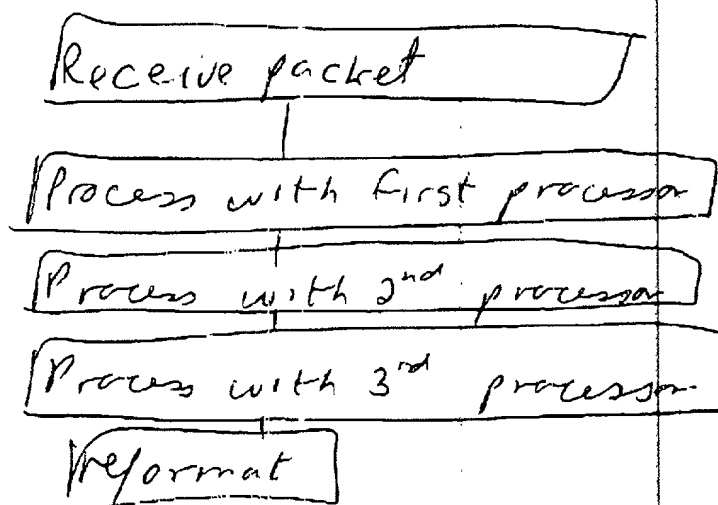 Receive packet
Process with first processor
Process with 2nd processor
Process with 3rd processor
reformat